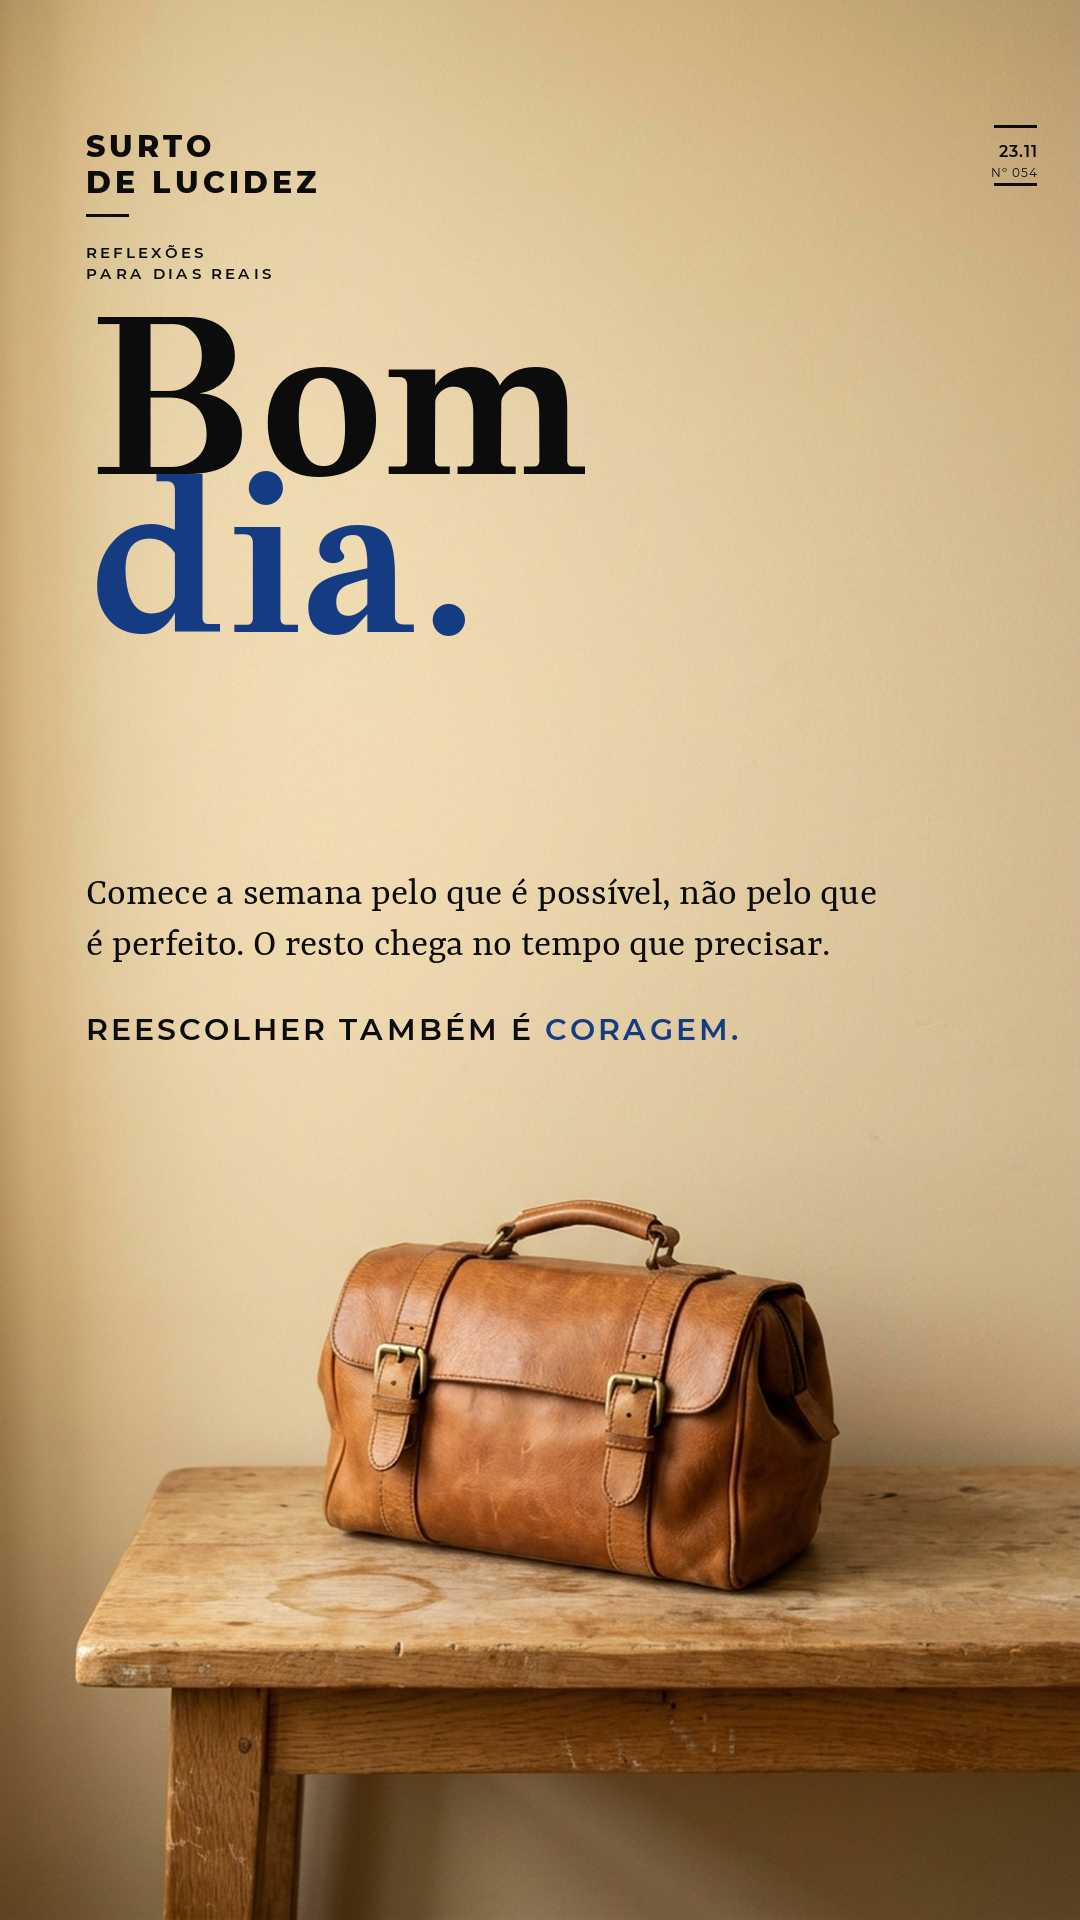 SURTO
DE LUCIDEZ
23.11
Nº 054
REFLEXÕES
PARA DIAS REAIS
Bom
dia.
Comece a semana pelo que é possível, não pelo que
é perfeito. O resto chega no tempo que precisar.
REESCOLHER TAMBÉM É CORAGEM.